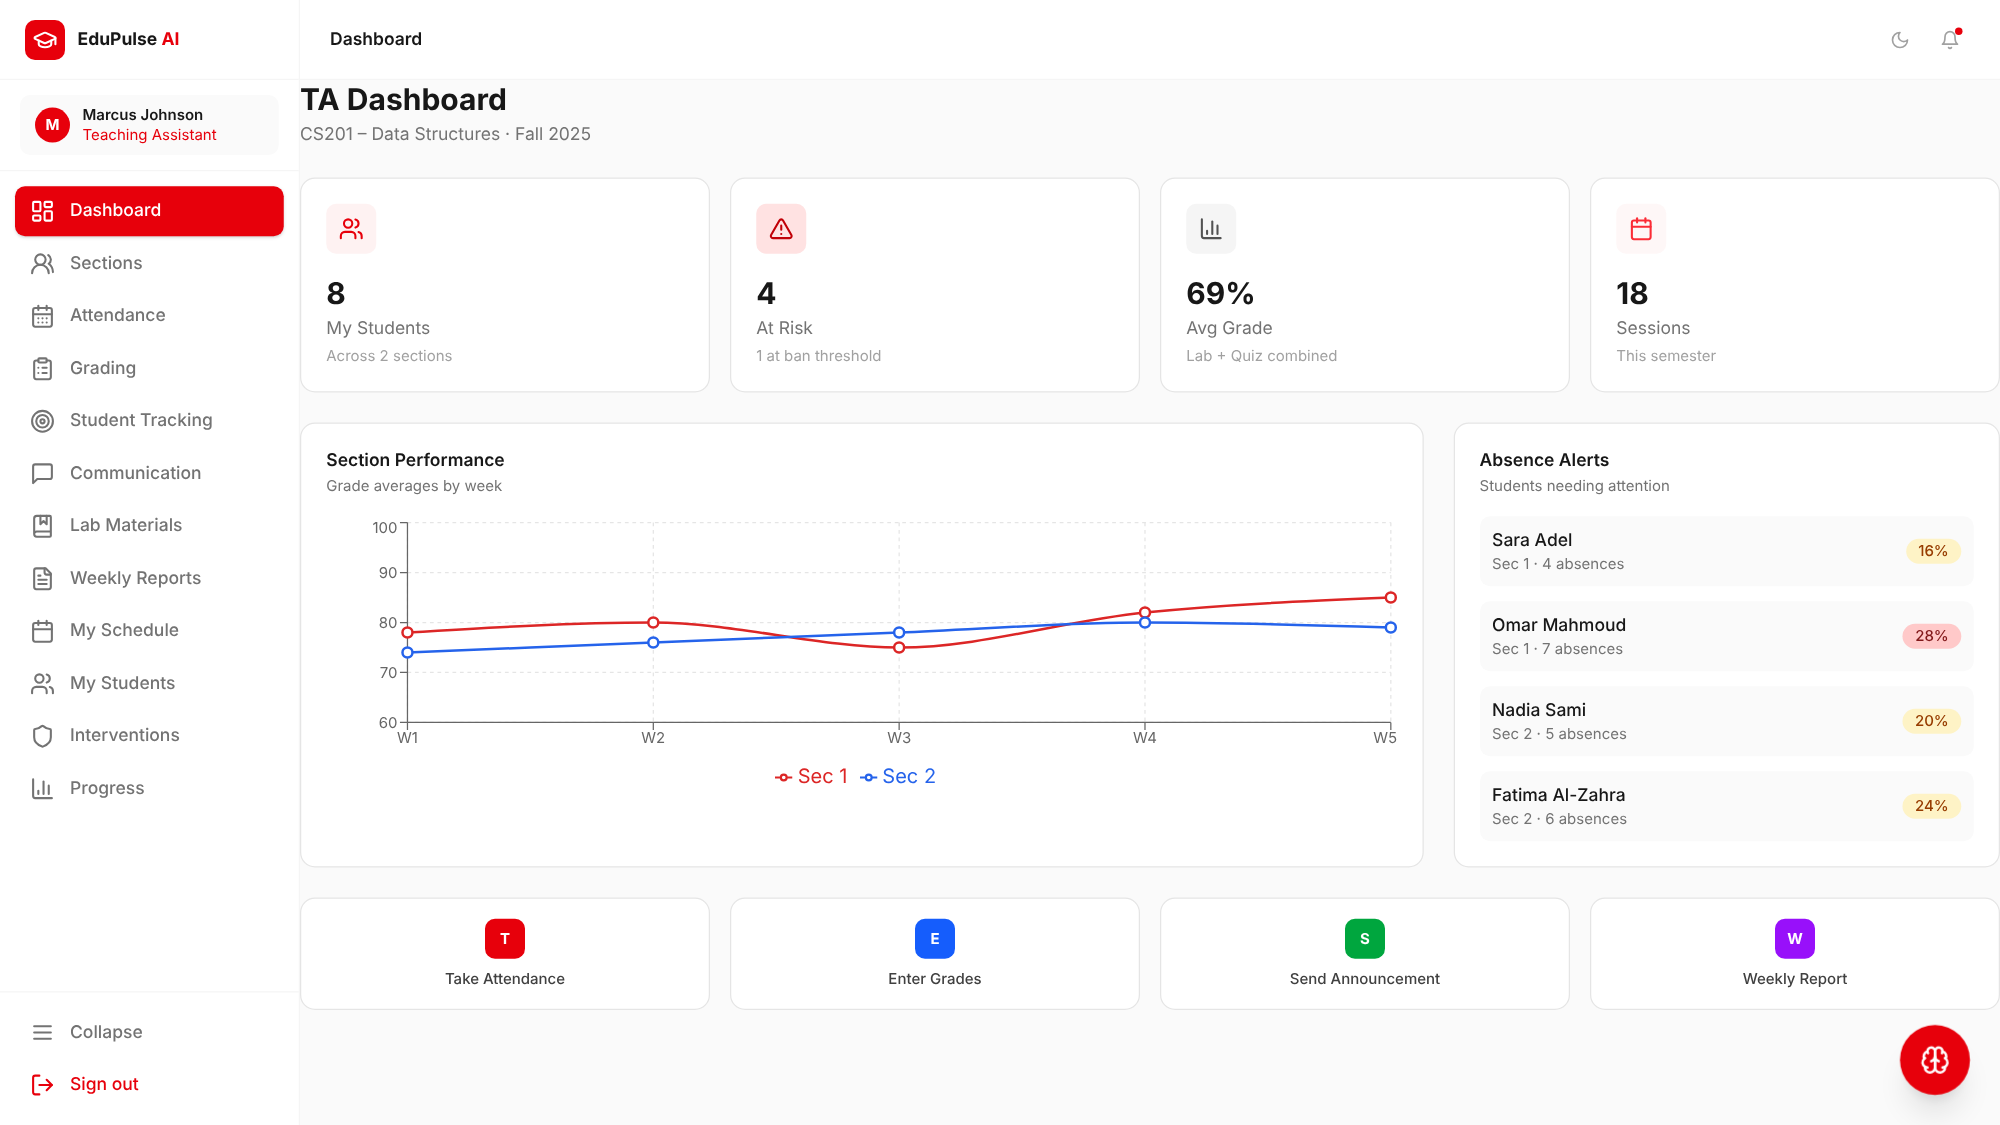 EduPulse AI
Dashboard
M
Marcus Johnson
Teaching Assistant
Dashboard
Sections
Attendance
Grading
Student Tracking
Communication
Lab Materials
Weekly Reports
My Schedule
My Students
Interventions
Progress
Collapse
Sign out
TA Dashboard
CS201 – Data Structures · Fall 2025
8
My Students
Across 2 sections
4
At Risk
1 at ban threshold
69%
Avg Grade
Lab + Quiz combined
18
Sessions
This semester
Section Performance
Grade averages by week
100
90
80
70
60
W1 W2 W3 W4 W5
Sec 1 Sec 2
Absence Alerts
Students needing attention
Sara Adel
Sec 1 · 4 absences
16%
Omar Mahmoud
Sec 1 · 7 absences
28%
Nadia Sami
Sec 2 · 5 absences
20%
Fatima Al-Zahra
Sec 2 · 6 absences
24%
T
Take Attendance
E
Enter Grades
S
Send Announcement
W
Weekly Report